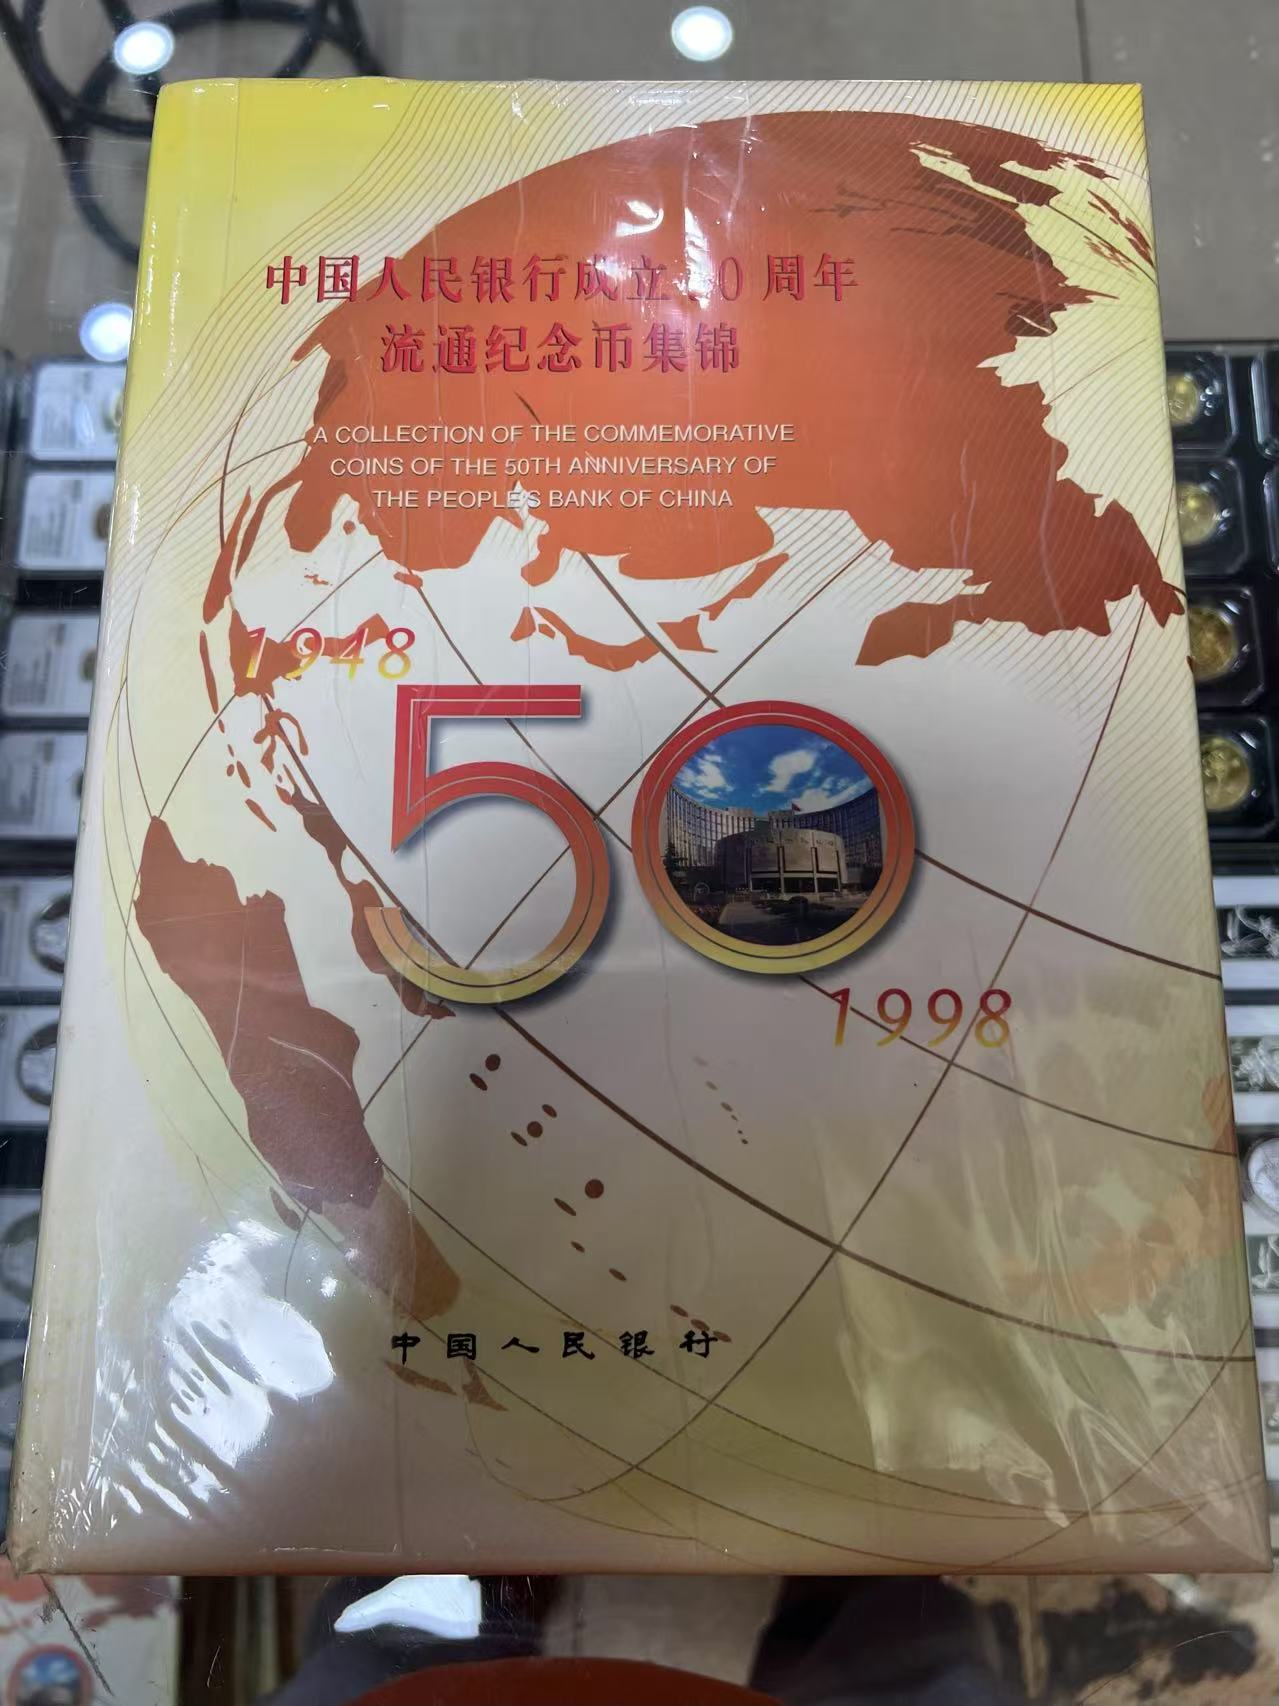 中国人民银行成立50周年
流通纪念币集锦
A COLLECTION OF THE COMMEMORATIVE
COINS OF THE 50TH ANNIVERSARY OF
THE PEOPLE'S BANK OF CHINA
1948
50
1998
中国人民银行